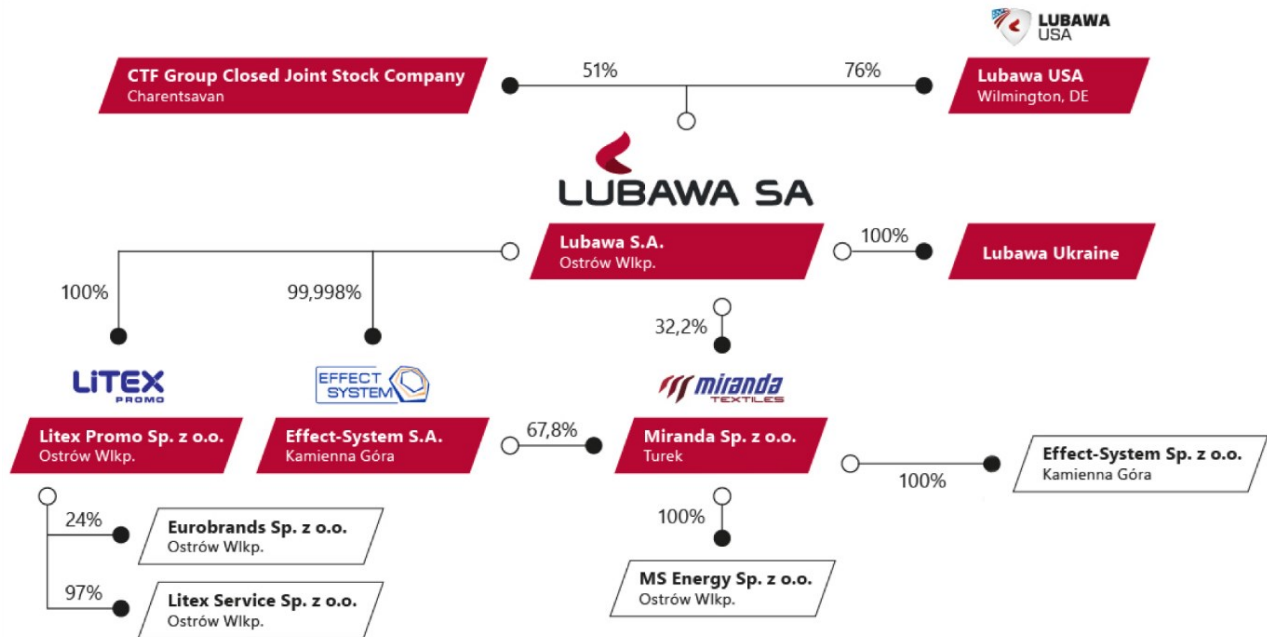 LUBAWA
USA
CTF Group Closed Joint Stock Company
Charentsavan
51%
76%
Lubawa USA
Wilmington, DE
LUBAWA SA
Lubawa S.A.
Ostrów Wlkp.
100%
Lubawa Ukraine
100%
99,998%
32,2%
LiTEX
PROMO
EFFECT
SYSTEM
miranda
TEXTILES
Litex Promo Sp. z o.o.
Ostrów Wlkp.
Effect-System S.A.
Kamienna Góra
67,8%
Miranda Sp. z o.o.
Turek
100%
Effect-System Sp. z o.o.
Kamienna Góra
24%
Eurobrands Sp. z o.o.
Ostrów Wlkp.
100%
MS Energy Sp. z o.o.
Ostrów Wlkp.
97%
Litex Service Sp. z o.o.
Ostrów Wlkp.